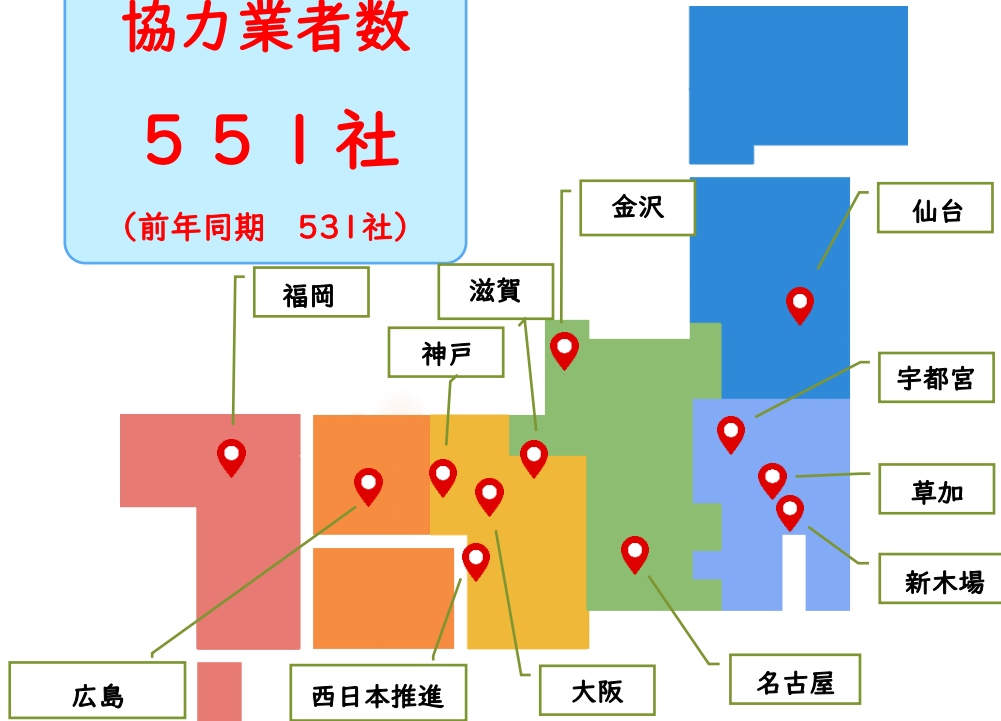 協力業者数
５５１社
（前年同期　531社）
金沢
仙台
福岡
滋賀
神戸
宇都宮
草加
新木場
広島
西日本推進
大阪
名古屋